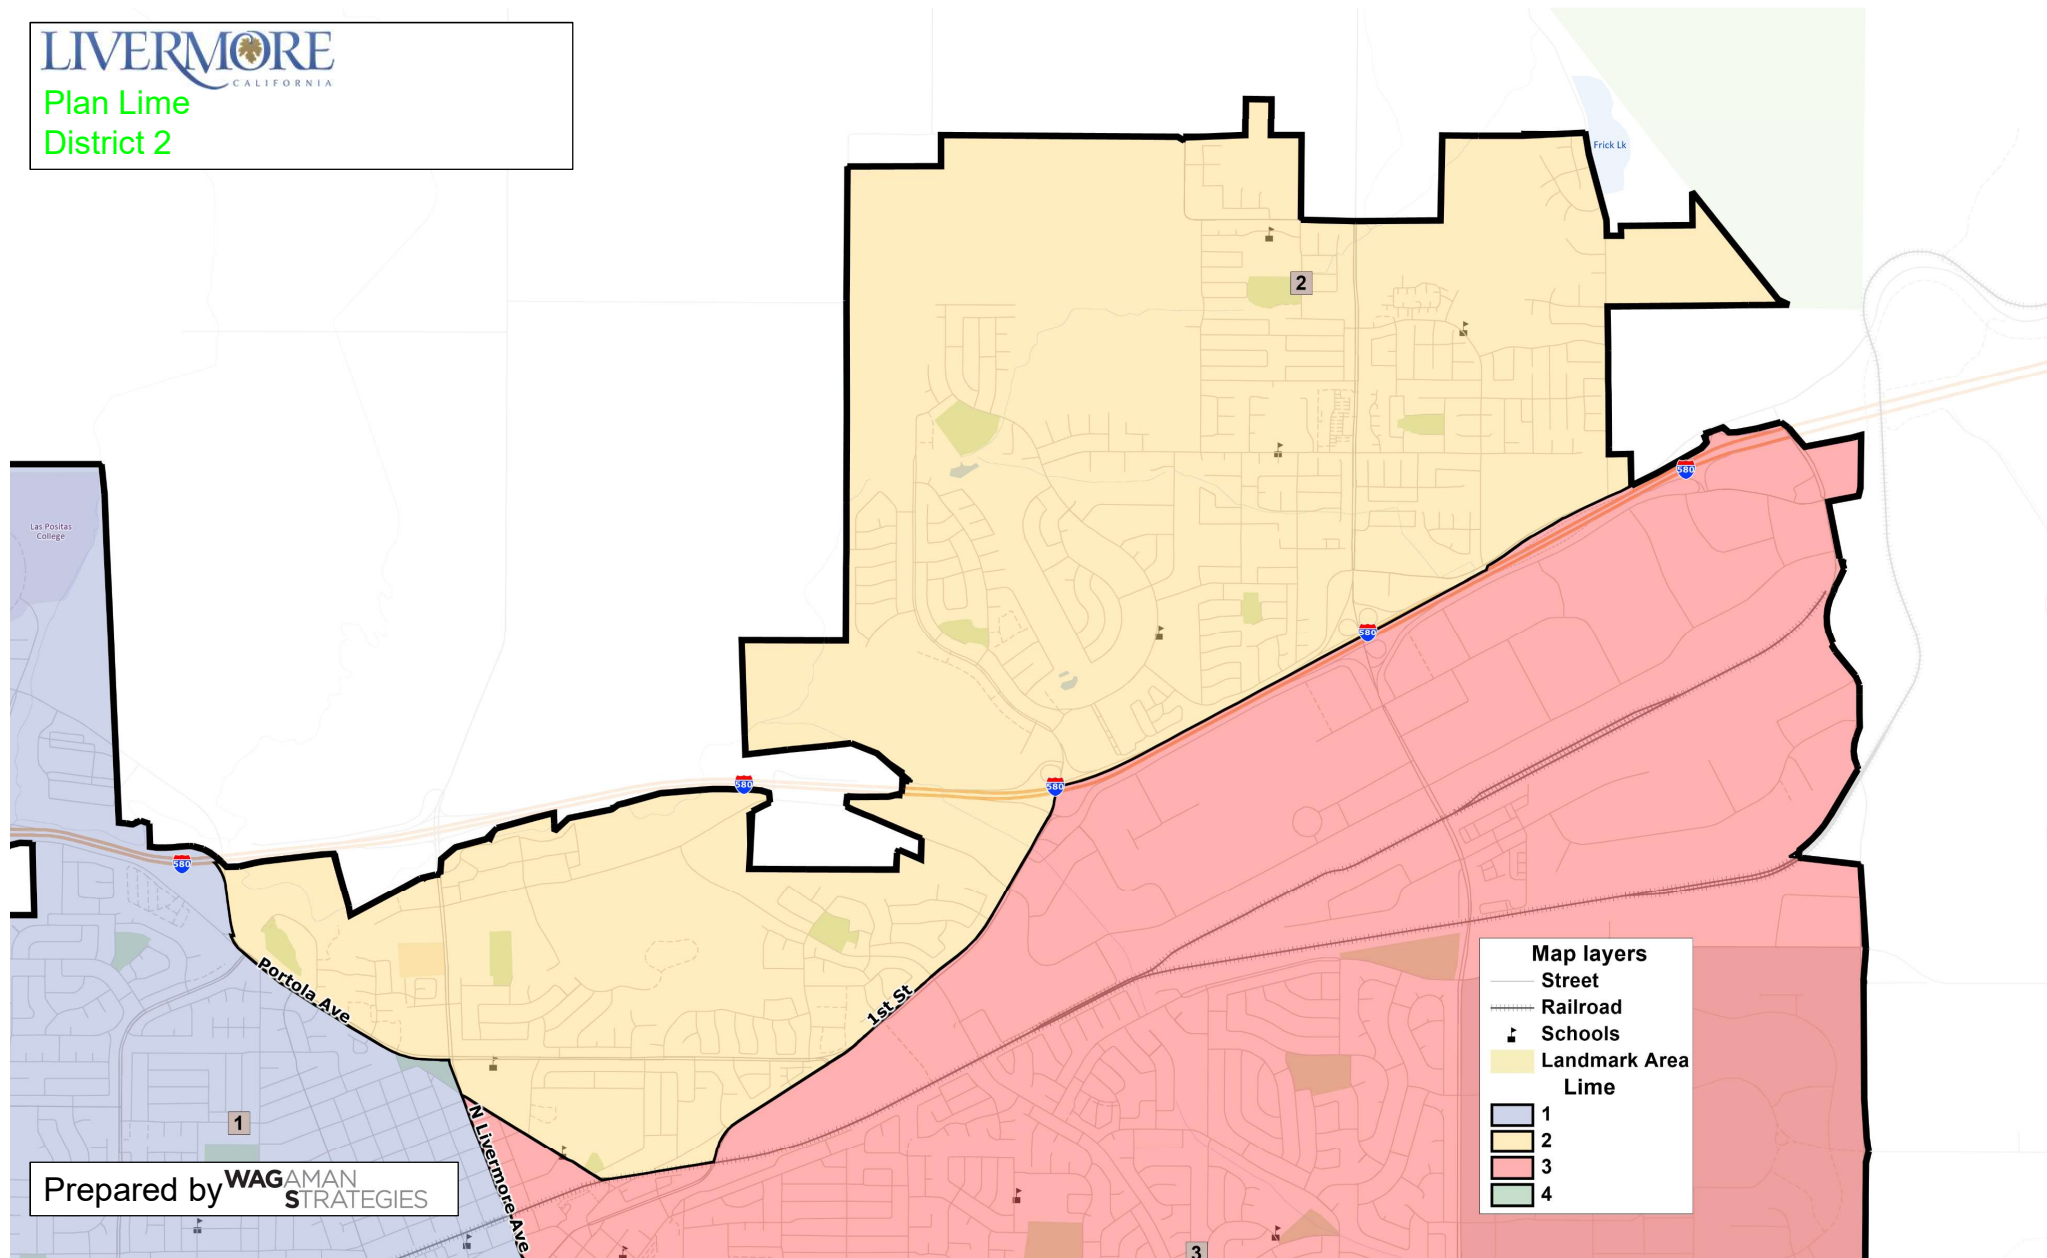 LIVERMORE
CALIFORNIA
Plan Lime
District 2
Frick Lk
2
580
Las Positas
College
580
580
580
580
Portola Ave
1st St
1
N Livermore Ave
3
Map layers
Street
Railroad
Schools
Landmark Area
Lime
1
2
3
4
Prepared by WAGAMAN
STRATEGIES